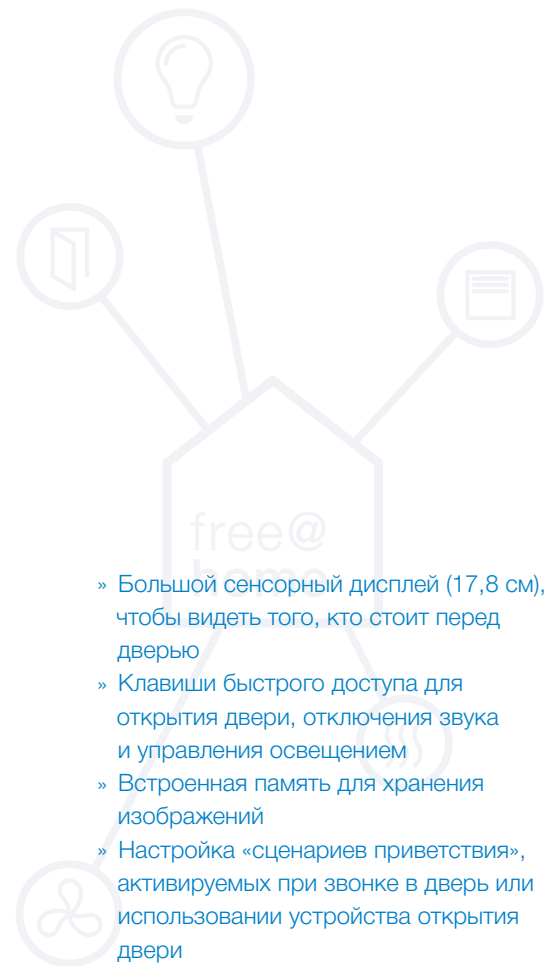 free@
home
» Большой сенсорный дисплей (17,8 см),
чтобы видеть того, кто стоит перед
дверью
» Клавиши быстрого доступа для
открытия двери, отключения звука
и управления освещением
» Встроенная память для хранения
изображений
» Настройка «сценариев приветствия»,
активируемых при звонке в дверь или
использовании устройства открытия
двери